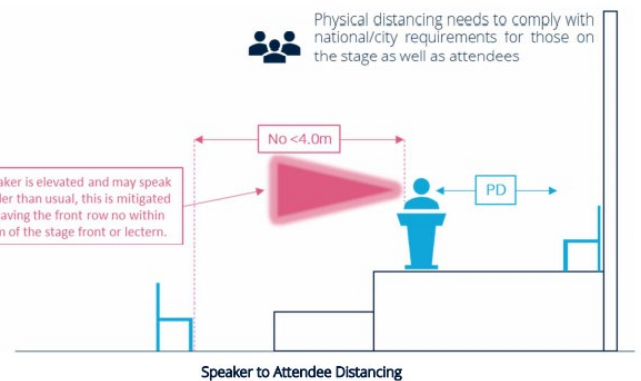 Physical distancing needs to comply with
national/city requirements for those on
the stage as well as attendees
No <4.0m
aker is elevated and may speak
der than usual, this is mitigated
aving the front row no within
m of the stage front or lectern.
PD
Speaker to Attendee Distancing